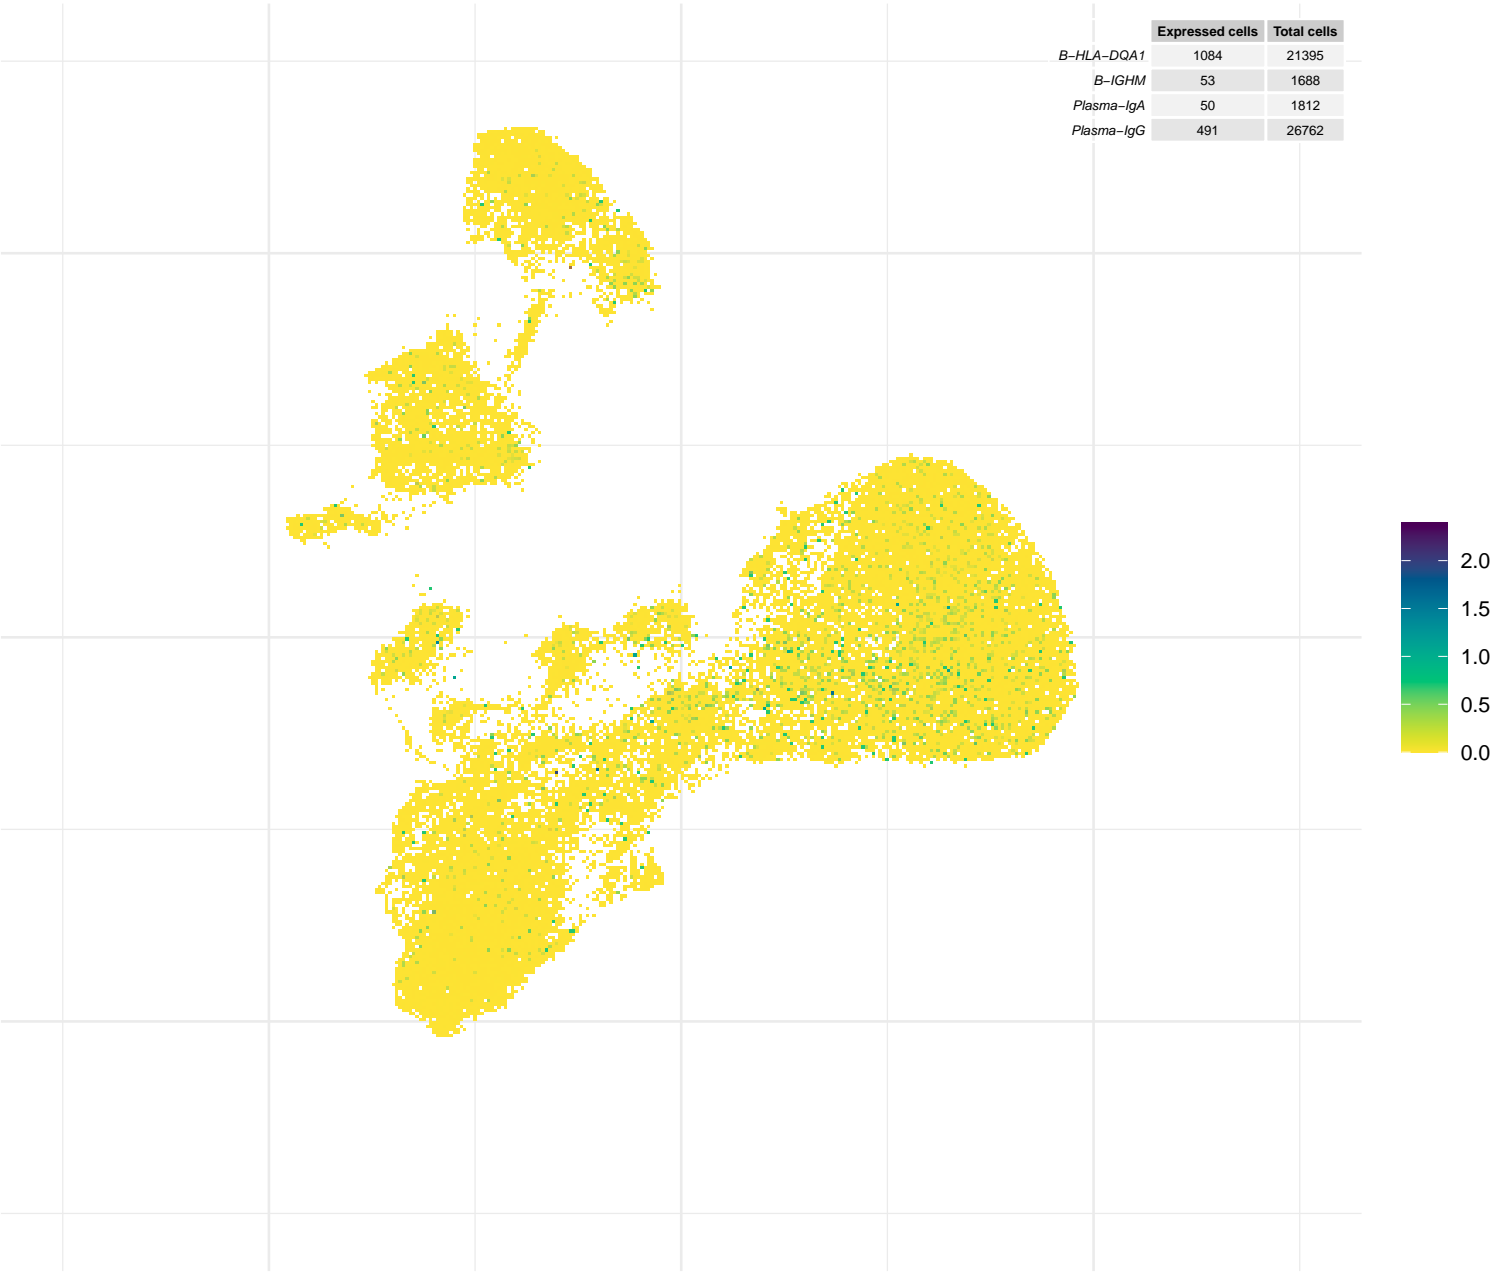 Expressed cells Total cells
B-HLA-DQA1 1084 21395
B-IGHM 53 1688
Plasma-IgA 50 1812
Plasma-IgG 491 26762
2.0
1.5
1.0
0.5
0.0